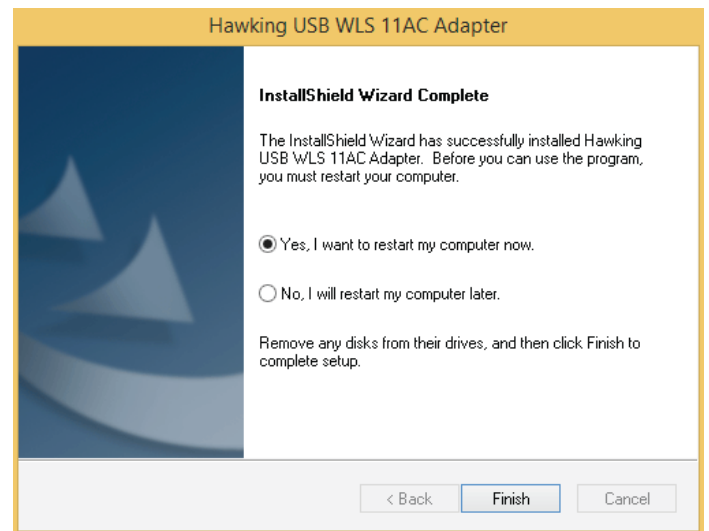 Hawking USB WLS 11AC Adapter
InstallShield Wizard Complete
The InstallShield Wizard has successfully installed Hawking
USB WLS 11AC Adapter.  Before you can use the program,
you must restart your computer.
Yes, I want to restart my computer now.
No, I will restart my computer later.
Remove any disks from their drives, and then click Finish to
complete setup.
< Back Finish Cancel